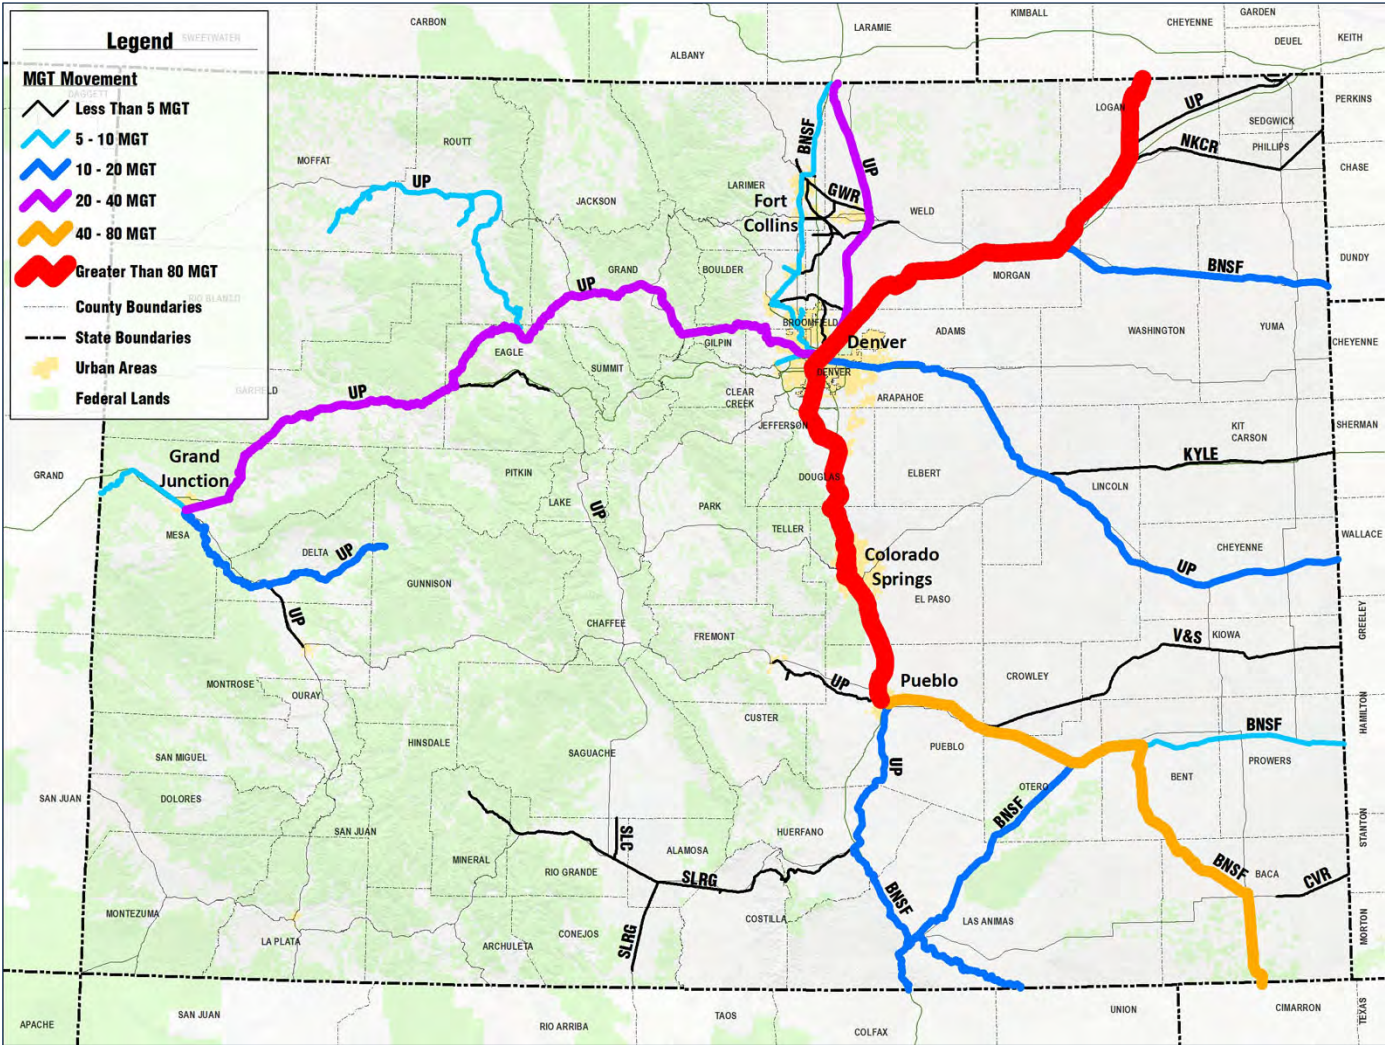 Legend
SWEETWATER
MGT Movement
DAGGETT
Less Than 5 MGT
5 - 10 MGT
10 - 20 MGT
20 - 40 MGT
40 - 80 MGT
Greater Than 80 MGT
RIO BLANCO
County Boundaries
State Boundaries
Urban Areas
GARFIELD
Federal Lands
CARBON
ALBANY
LARAMIE
KIMBALL
CHEYENNE
GARDEN
DEUEL
KEITH
PERKINS
CHASE
DUNDY
CHEYENNE
SHERMAN
WALLACE
GREELEY
HAMILTON
STANTON
MORTON
TEXAS
CIMARRON
UNION
COLFAX
TAOS
RIO ARRIBA
SAN JUAN
APACHE
SAN JUAN
GRAND
MOFFAT
ROUTT
UP
JACKSON
LARIMER
BNSF
UP
GWR
Fort
Collins
WELD
LOGAN
UP
SEDGWICK
PHILLIPS
NKCR
MORGAN
BNSF
WASHINGTON
YUMA
ADAMS
GRAND
UP
BOULDER
BROOMFIELD
GILPIN
Denver
DENVER
ARAPAHOE
EAGLE
SUMMIT
CLEAR
CREEK
JEFFERSON
UP
Grand
Junction
MESA
PITKIN
LAKE
UP
PARK
DOUGLAS
ELBERT
TELLER
KIT
CARSON
KYLE
LINCOLN
CHEYENNE
UP
DELTA
UP
GUNNISON
Colorado
Springs
EL PASO
UP
CHAFFEE
FREMONT
V&S
KIOWA
MONTROSE
OURAY
UP
Pueblo
CROWLEY
CUSTER
HINSDALE
SAGUACHE
PUEBLO
BNSF
PROWERS
SAN MIGUEL
DOLORES
UP
OTERO
BENT
BNSF
SAN JUAN
MINERAL
RIO GRANDE
SLC
ALAMOSA
HUERFANO
SLRG
BNSF
BNSF
BACA
CVR
MONTEZUMA
LA PLATA
ARCHULETA
CONEJOS
SLRG
COSTILLA
LAS ANIMAS